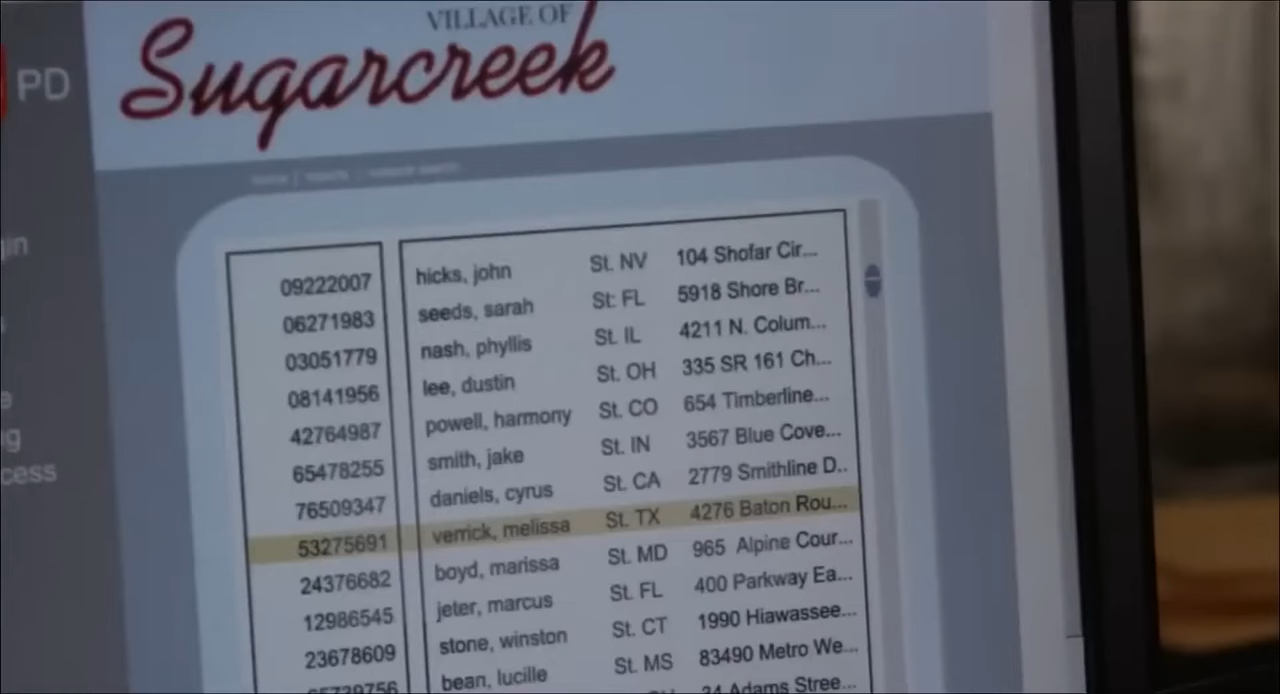 VILLAGE OF
Sugarcreek
PD
gin
e
cess
09222007 hicks, john St. NV 104 Shofar Cir...
06271983 seeds, sarah St: FL 5918 Shore Br...
03051779 nash, phyllis St. IL 4211 N. Colum...
08141956 lee, dustin St. OH 335 SR 161 Ch...
42764987 powell, harmony St. CO 654 Timberline...
65478255 smith, jake St. IN 3567 Blue Cove...
76509347 daniels, cyrus St. CA 2779 Smithline D..
53275691 verrick, melissa St. TX 4276 Baton Rou...
24376682 boyd, marissa St. MD 965 Alpine Cour...
12986545 jeter, marcus St. FL 400 Parkway Ea...
23678609 stone, winston St. CT 1990 Hiawassee...
bean, lucille St. MS 83490 Metro We...
Adams Stree...